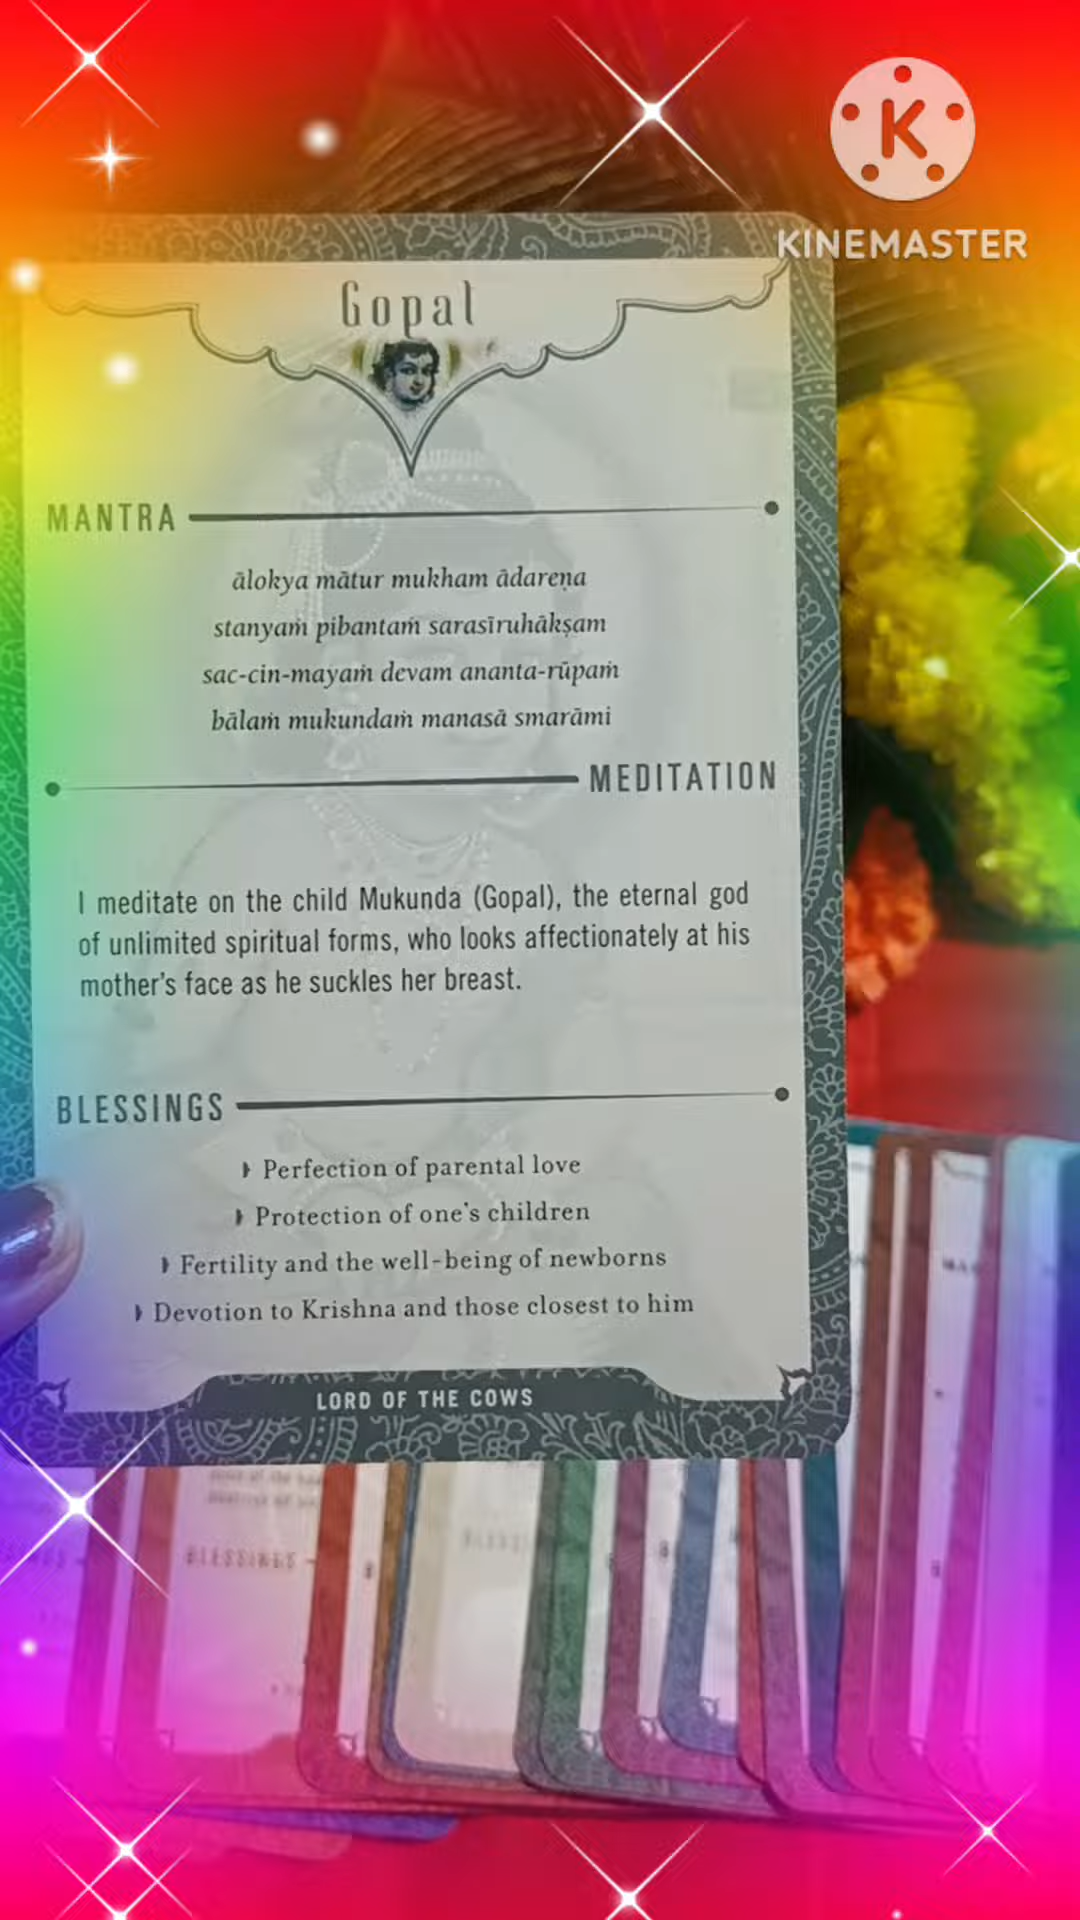 K
KINEMASTER
Gopal
MANTRA
ālokya mātur mukham ādareṇa
stanyaṁ pibantaṁ sarasīruhākṣam
sac-cin-mayaṁ devam ananta-rūpaṁ
bālaṁ mukundaṁ manasā smarāmi
MEDITATION
I meditate on the child Mukunda (Gopal), the eternal god
of unlimited spiritual forms, who looks affectionately at his
mother's face as he suckles her breast.
BLESSINGS
Perfection of parental love
Protection of one's children
Fertility and the well-being of newborns
Devotion to Krishna and those closest to him
LORD OF THE COWS
BLESSINGS